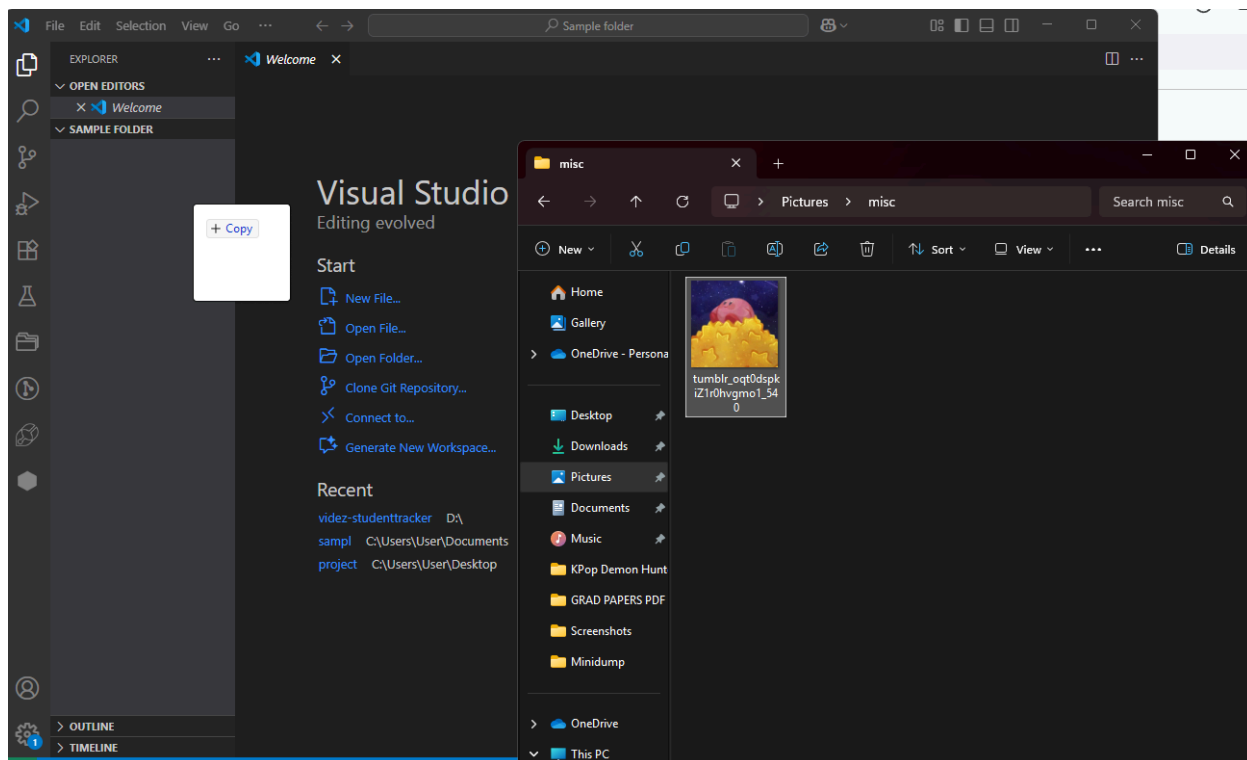 File Edit Selection View Go ··· Sample folder
EXPLORER ···
OPEN EDITORS
Welcome
SAMPLE FOLDER
OUTLINE
TIMELINE
1
Welcome
Visual Studio
Editing evolved
Start
New File...
Open File...
Open Folder...
Clone Git Repository...
Connect to...
Generate New Workspace...
Recent
videz-studenttracker D:\
sampl C:\Users\User\Documents
project C:\Users\User\Desktop
+ Copy
misc
Pictures > misc Search misc
New Sort View ··· Details
Home
Gallery
OneDrive - Persona
Desktop
Downloads
Pictures
Documents
Music
KPop Demon Hunt
GRAD PAPERS PDF
Screenshots
Minidump
OneDrive
This PC
tumblr_oqt0dspk
iZ1r0hvgmo1_54
0